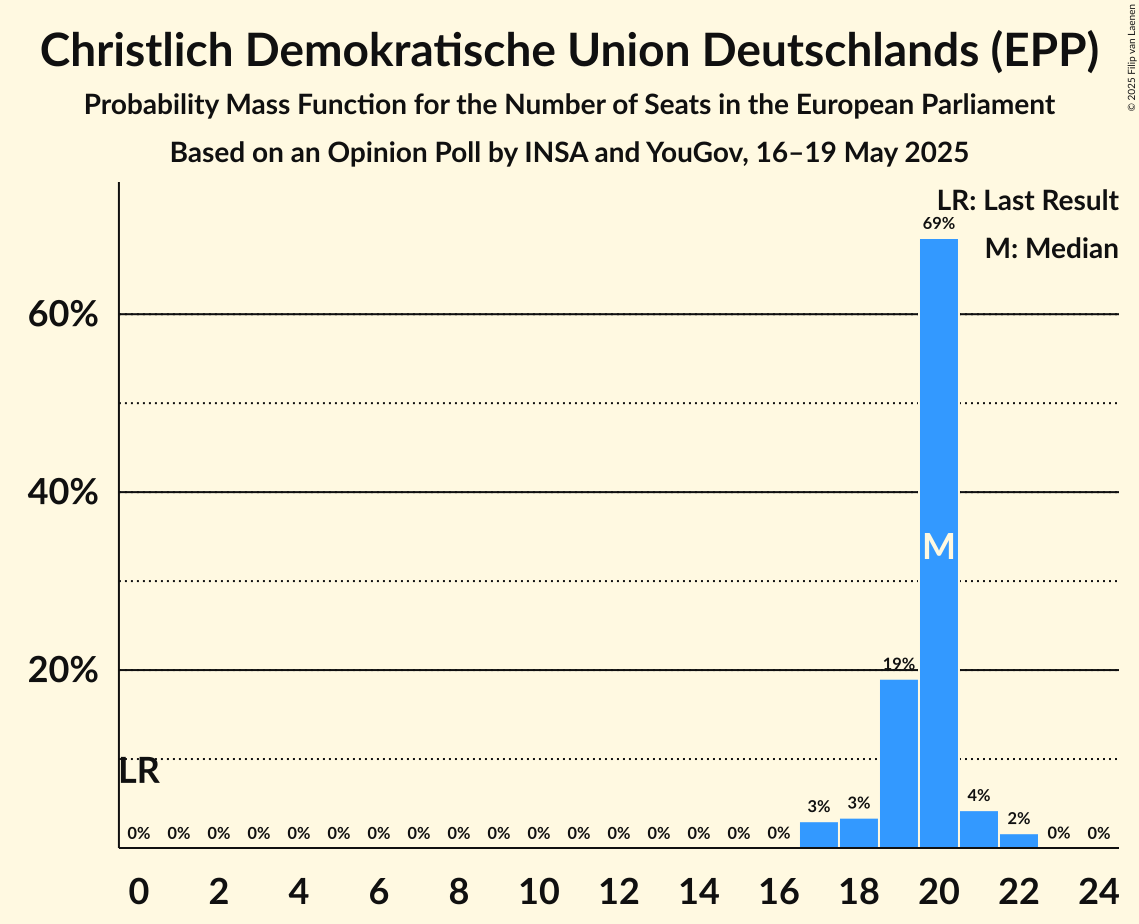 Christlich Demokratische Union Deutschlands (EPP)
Probability Mass Function for the Number of Seats in the European Parliament
Based on an Opinion Poll by INSA and YouGov, 16–19 May 2025
© 2025 Filip van Laenen
LR: Last Result
M: Median
69%
60%
40%
M
20%
19%
LR
0% 0% 0% 0% 0% 0% 0% 0% 0% 0% 0% 0% 0% 0% 0% 0% 0% 3% 3% 4% 2% 0% 0%
0 2 4 6 8 10 12 14 16 18 20 22 24